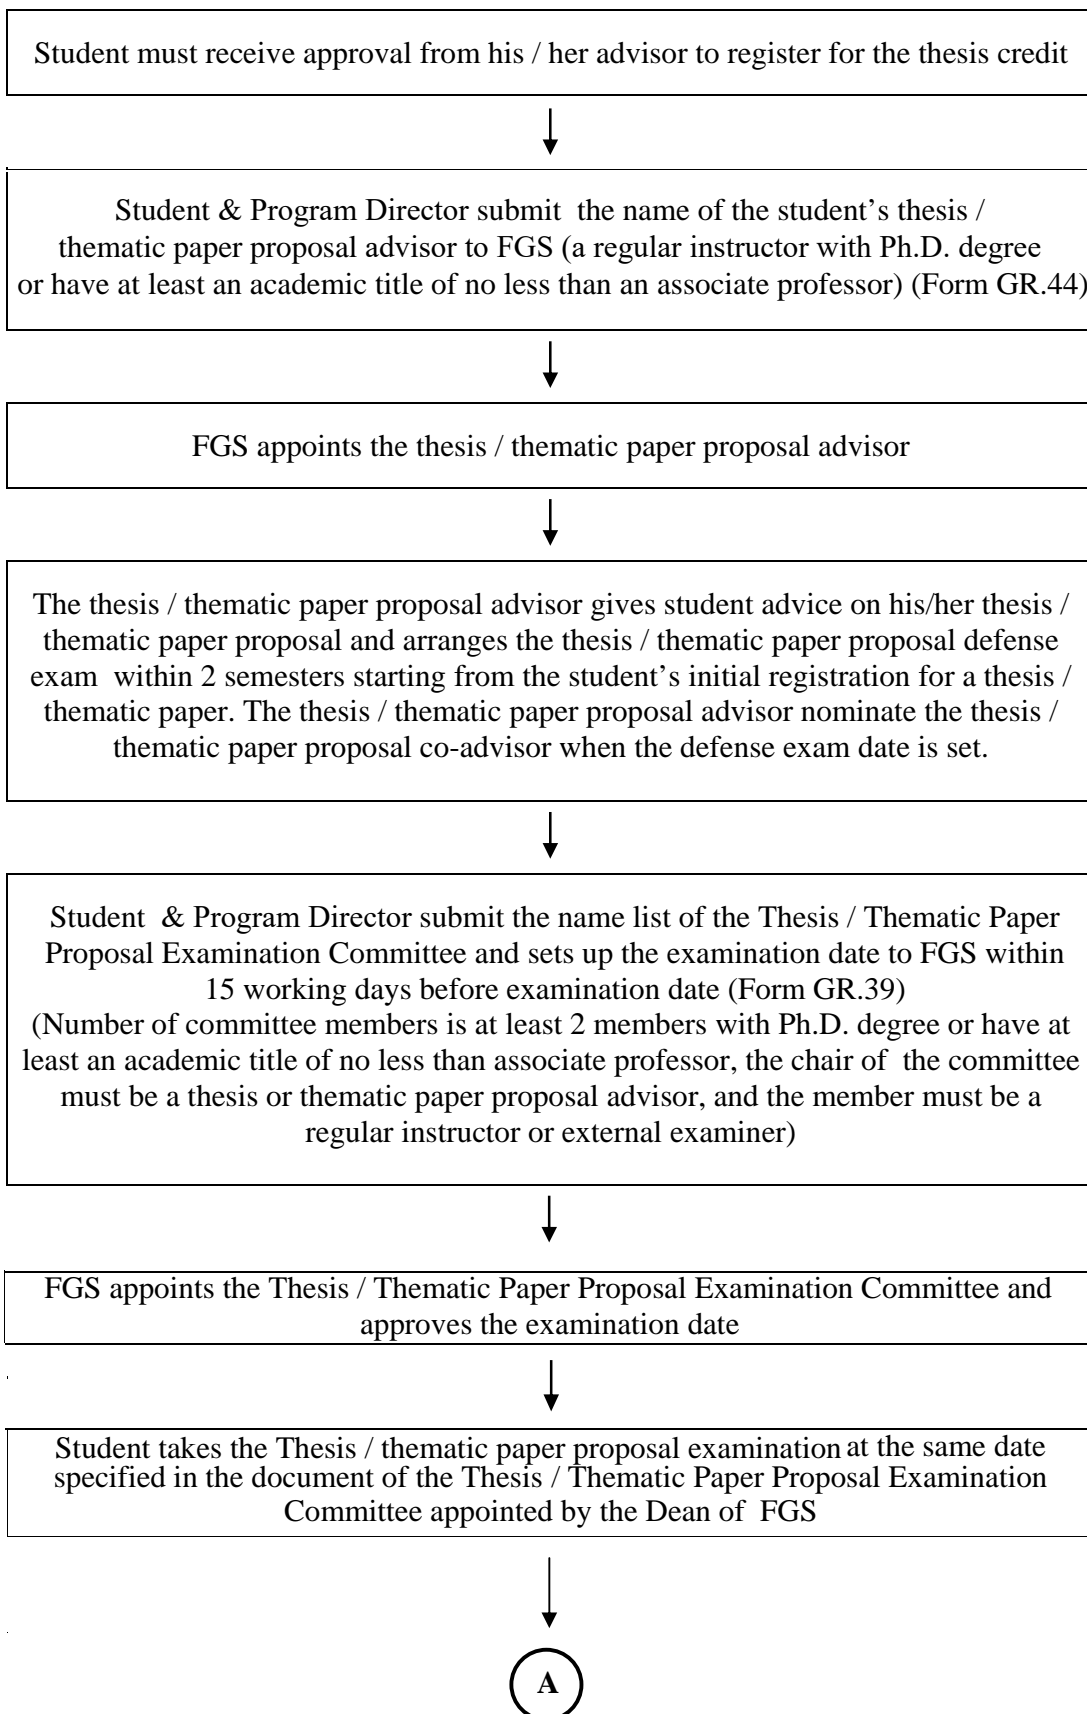 Student must receive approval from his / her advisor to register for the thesis credit
Student & Program Director submit the name of the student's thesis /
thematic paper proposal advisor to FGS (a regular instructor with Ph.D. degree
or have at least an academic title of no less than an associate professor) (Form GR.44)
FGS appoints the thesis / thematic paper proposal advisor
The thesis / thematic paper proposal advisor gives student advice on his/her thesis /
thematic paper proposal and arranges the thesis / thematic paper proposal defense
exam within 2 semesters starting from the student's initial registration for a thesis /
thematic paper. The thesis / thematic paper proposal advisor nominate the thesis /
thematic paper proposal co-advisor when the defense exam date is set.
Student & Program Director submit the name list of the Thesis / Thematic Paper
Proposal Examination Committee and sets up the examination date to FGS within
15 working days before examination date (Form GR.39)
(Number of committee members is at least 2 members with Ph.D. degree or have at
least an academic title of no less than associate professor, the chair of the committee
must be a thesis or thematic paper proposal advisor, and the member must be a
regular instructor or external examiner)
FGS appoints the Thesis / Thematic Paper Proposal Examination Committee and
approves the examination date
Student takes the Thesis / thematic paper proposal examination at the same date
specified in the document of the Thesis / Thematic Paper Proposal Examination
Committee appointed by the Dean of FGS
A